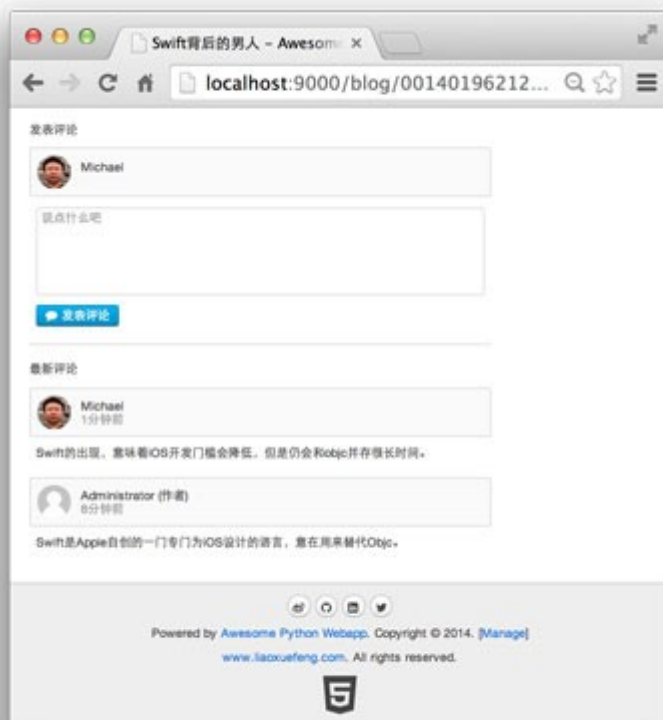 Swift背后的男人 - Awesom
localhost:9000/blog/00140196212...
发表评论
Michael
说点什么吧
发表评论
最新评论
Michael
1分钟前
Swift的出现，意味着iOS开发门槛会降低，但是仍会和objc并存很长时间。
Administrator (作者)
8分钟前
Swift是Apple自创的一门专门为iOS设计的语言，意在用来替代Objc。
Powered by Awesome Python Webapp. Copyright © 2014. [Manage]
www.liaoxuefeng.com. All rights reserved.
5